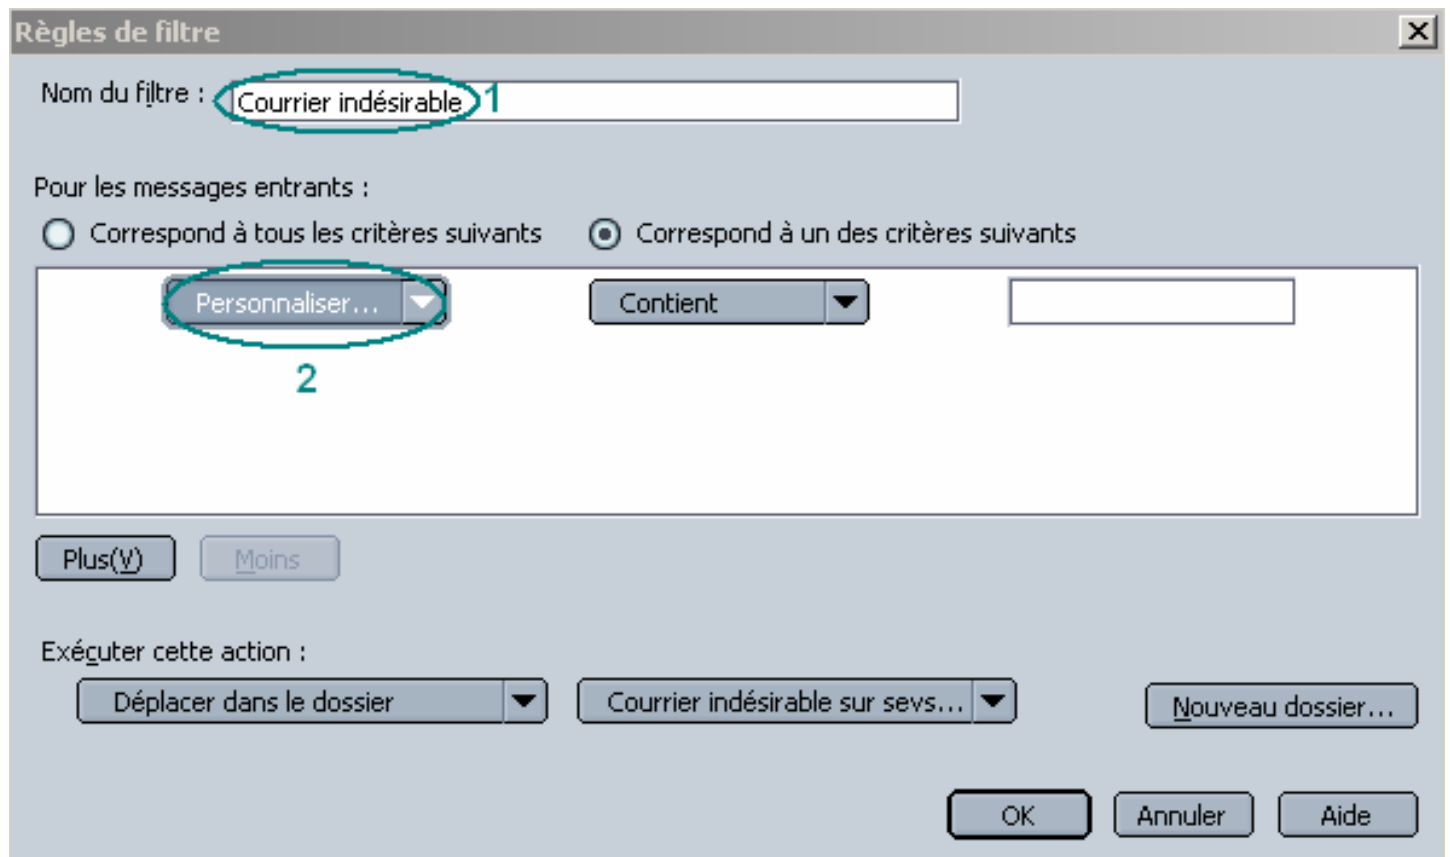 Règles de filtre
Nom du filtre : Courrier indésirable 1
Pour les messages entrants :
Correspond à tous les critères suivants Correspond à un des critères suivants
Personnaliser... Contient
2
Plus(V) Moins
Exécuter cette action :
Déplacer dans le dossier Courrier indésirable sur sevs... Nouveau dossier...
OK Annuler Aide